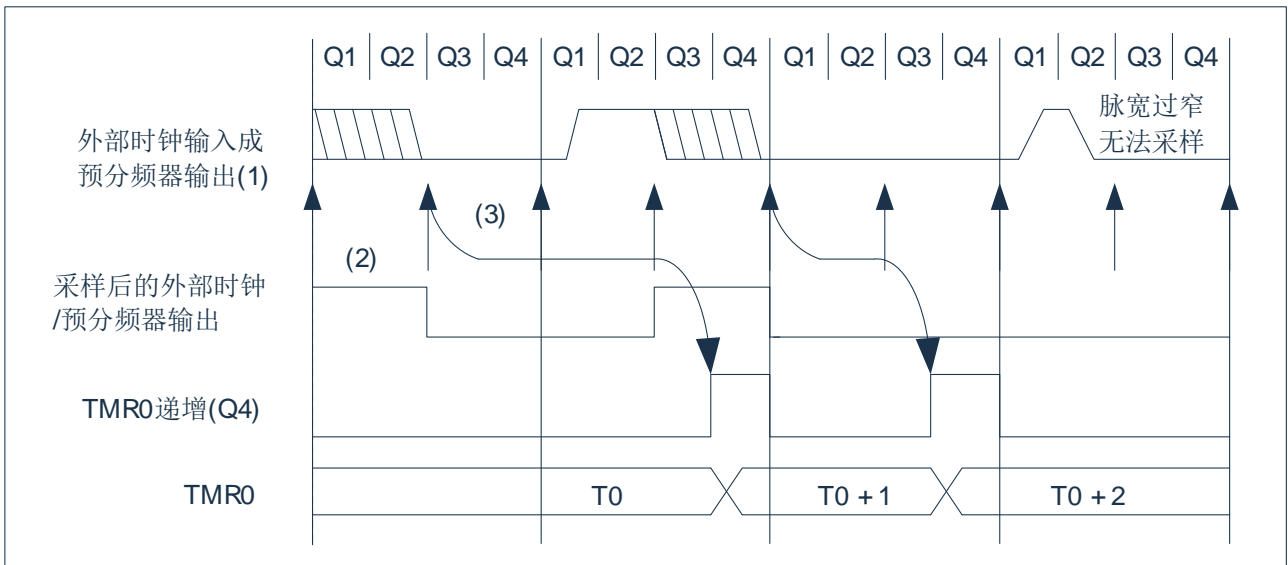 Q1 Q2 Q3 Q4 Q1 Q2 Q3 Q4 Q1 Q2 Q3 Q4 Q1 Q2 Q3 Q4
脉宽过窄
无法采样
外部时钟输入成
预分频器输出(1)
(3)
(2)
采样后的外部时钟
/预分频器输出
TMR0递增(Q4)
TMR0 T0 T0 + 1 T0 + 2